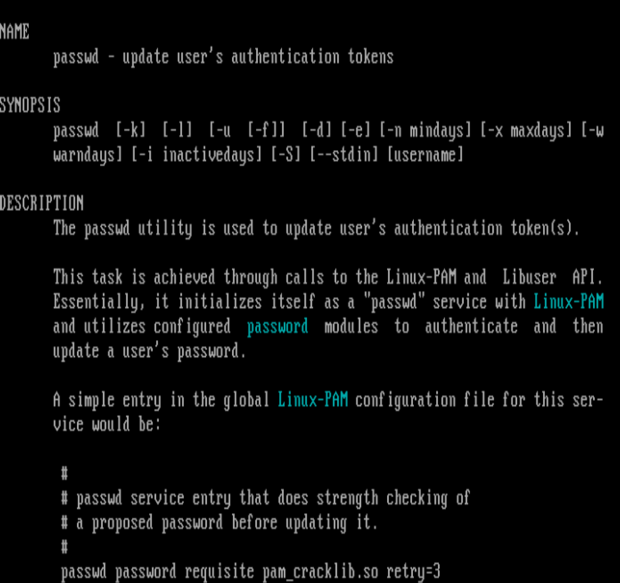 NAME
passwd - update user's authentication tokens
SYNOPSIS
passwd [-k] [-l] [-u [-f]] [-d] [-e] [-n mindays] [-x maxdays] [-w
warndays] [-i inactivedays] [-S] [--stdin] [username]
DESCRIPTION
The passwd utility is used to update user's authentication token(s).
This task is achieved through calls to the Linux-PAM and Libuser API.
Essentially, it initializes itself as a "passwd" service with Linux-PAM
and utilizes configured password modules to authenticate and then
update a user's password.
A simple entry in the global Linux-PAM configuration file for this ser-
vice would be:
#
# passwd service entry that does strength checking of
# a proposed password before updating it.
#
passwd password requisite pam_cracklib.so retry=3